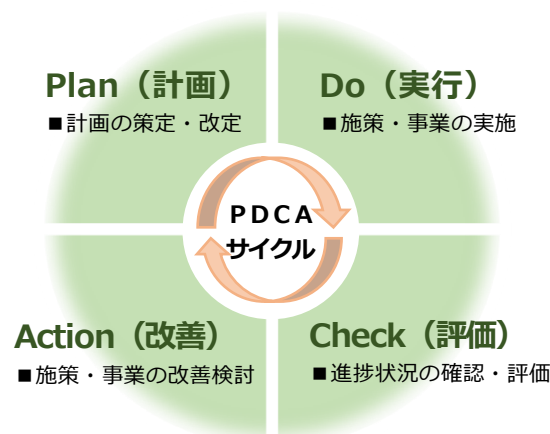 Plan（計画）
■計画の策定・改定
Do（実行）
■施策・事業の実施
PDCA
サイクル
Action（改善）
■施策・事業の改善検討
Check（評価）
■進捗状況の確認・評価